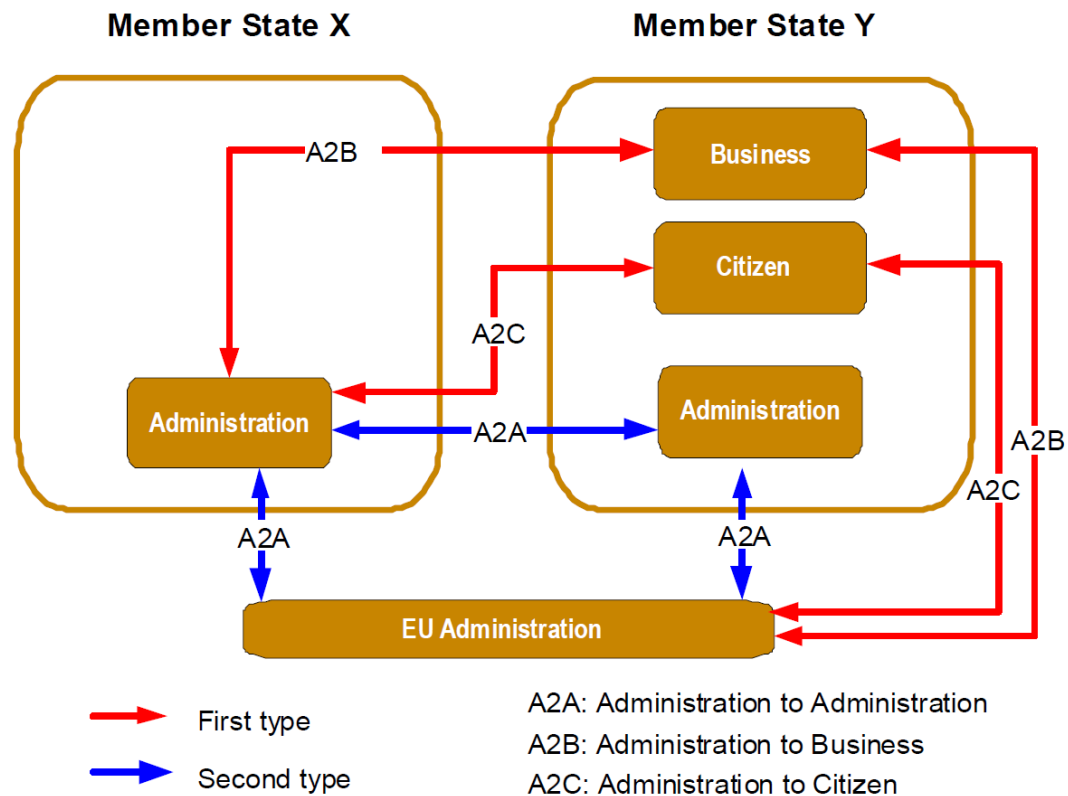 Member State X
Member State Y
A2B
Business
Citizen
A2C
Administration
Administration
A2A
A2B
A2C
A2A
A2A
EU Administration
First type
Second type
A2A: Administration to Administration
A2B: Administration to Business
A2C: Administration to Citizen